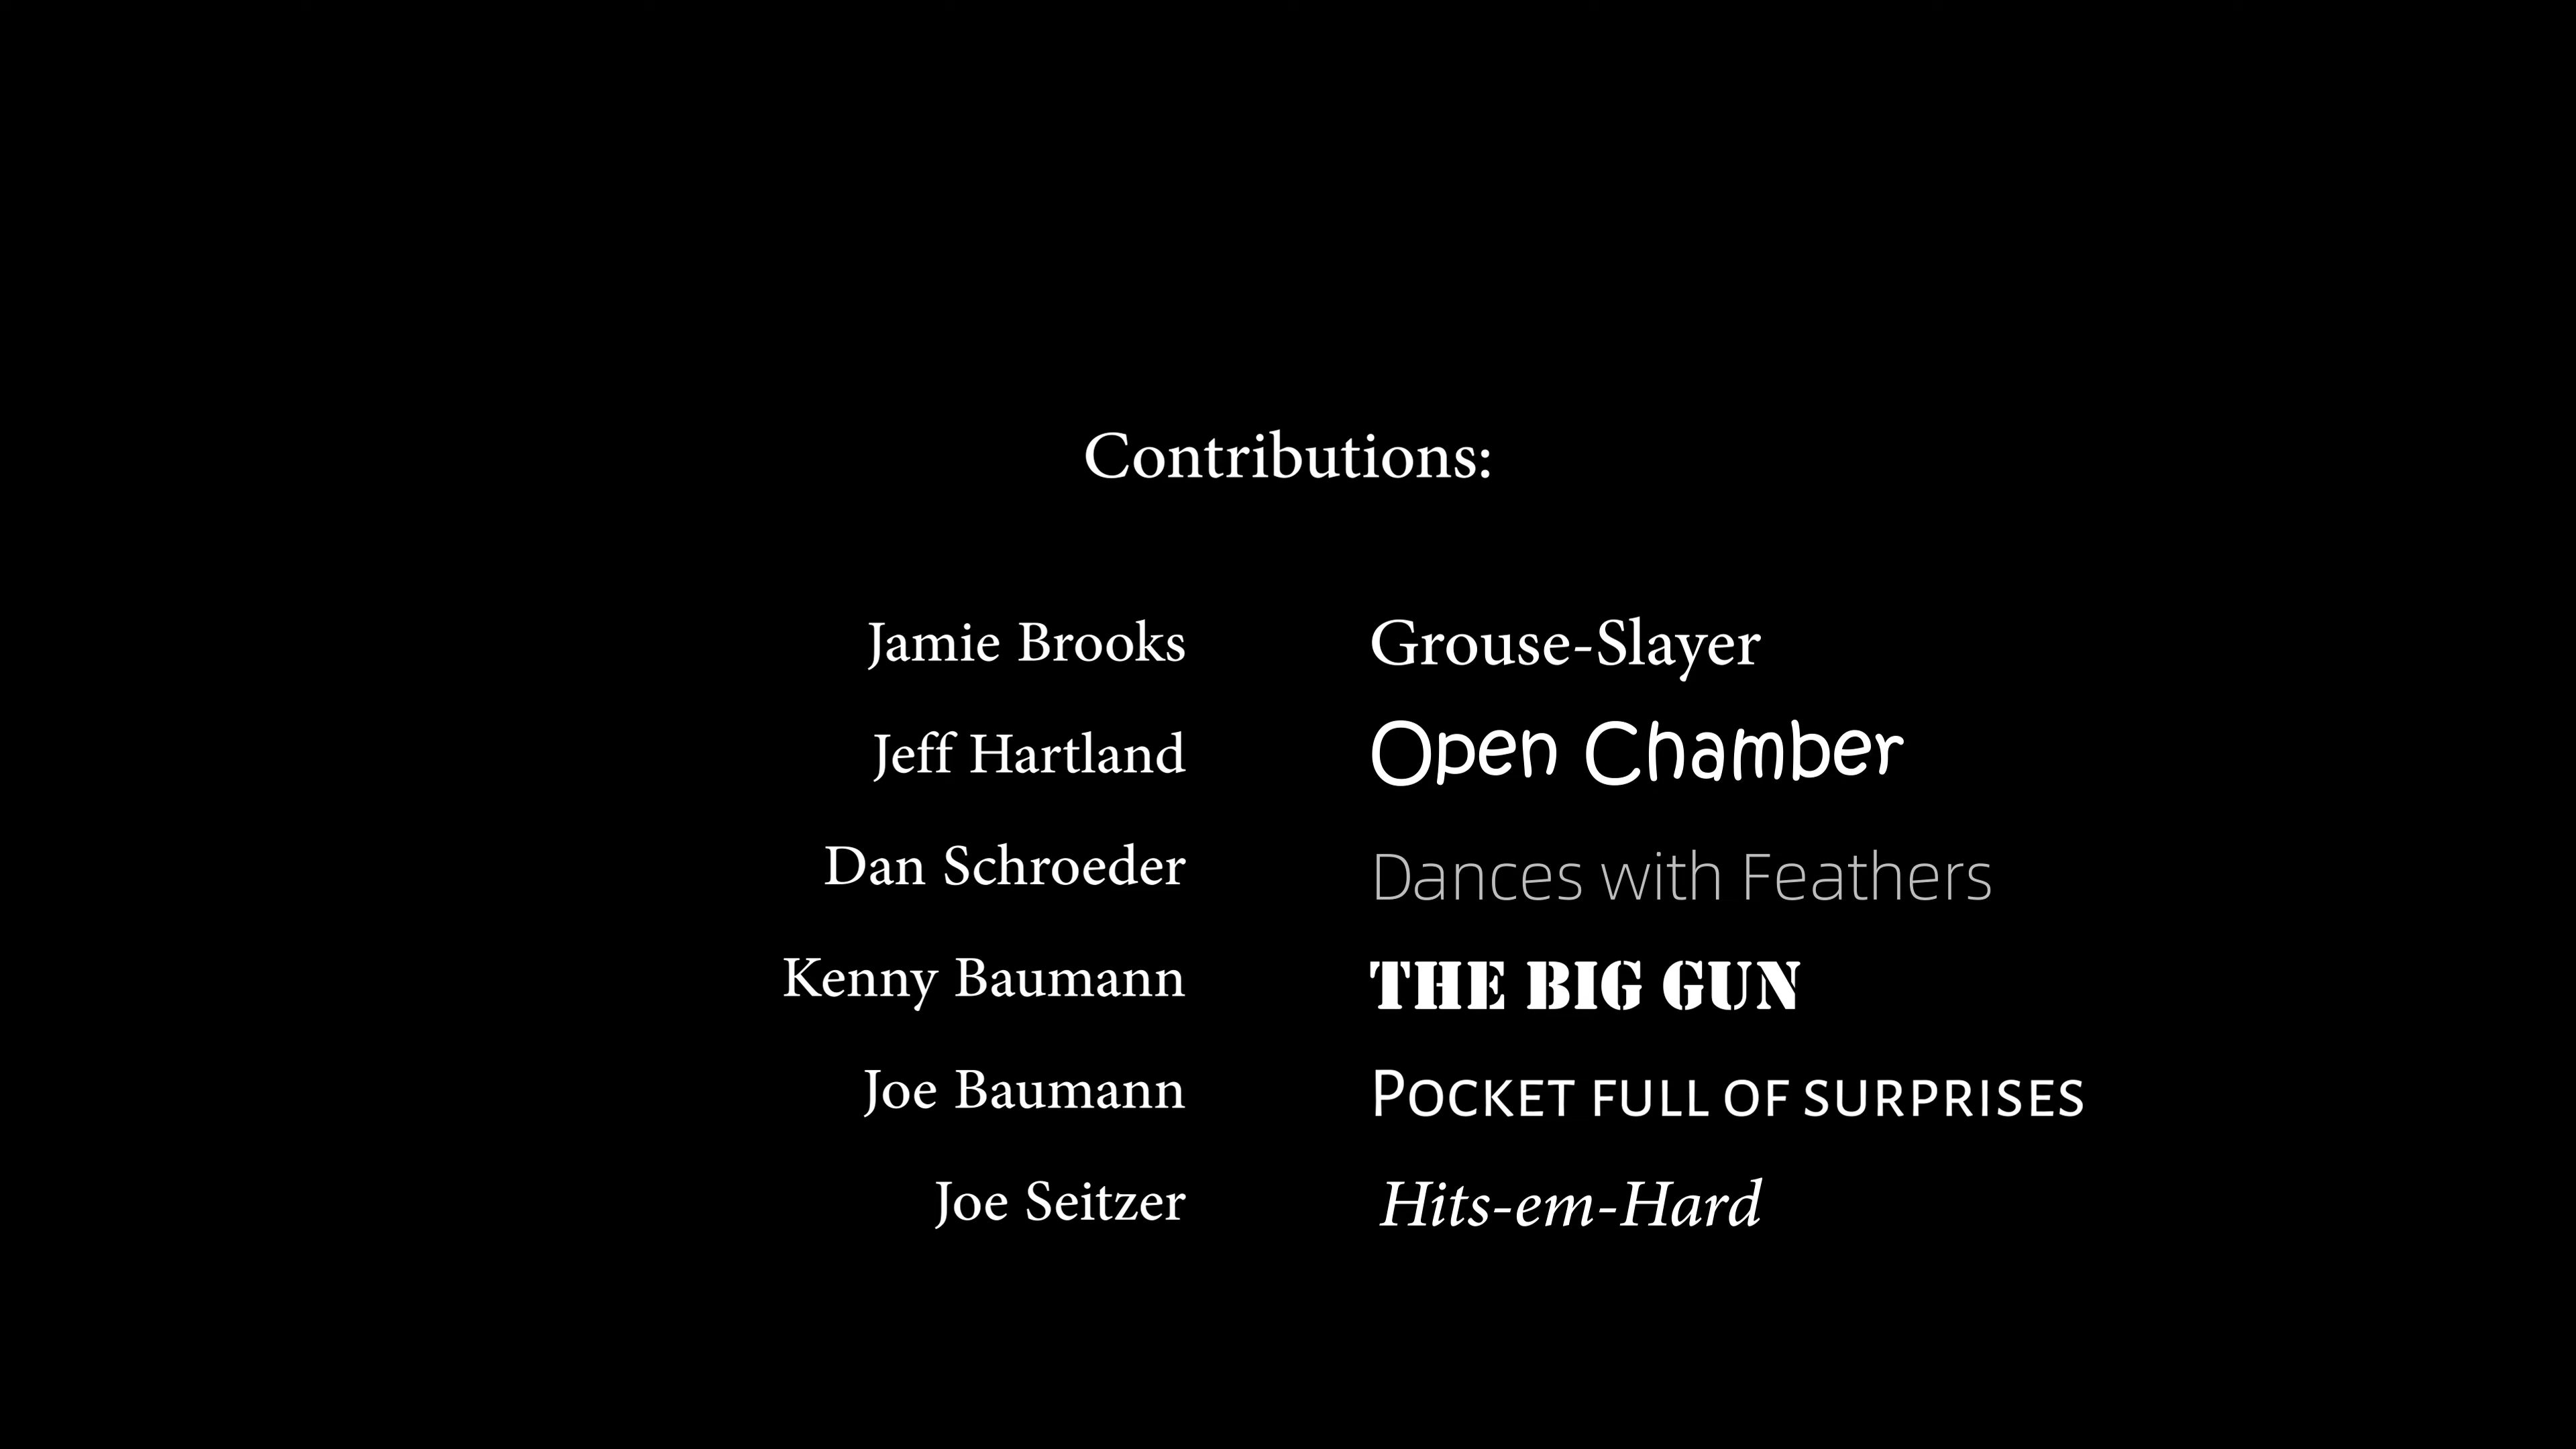 Contributions:
Jamie Brooks Grouse-Slayer
Jeff Hartland Open Chamber
Dan Schroeder Dances with Feathers
Kenny Baumann THE BIG GUN
Joe Baumann POCKET FULL OF SURPRISES
Joe Seitzer Hits-em-Hard